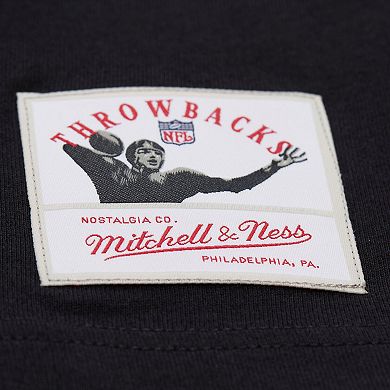 THROWBACKS
NFL
NOSTALGIA CO.
Mitchell & Ness
PHILADELPHIA, PA.